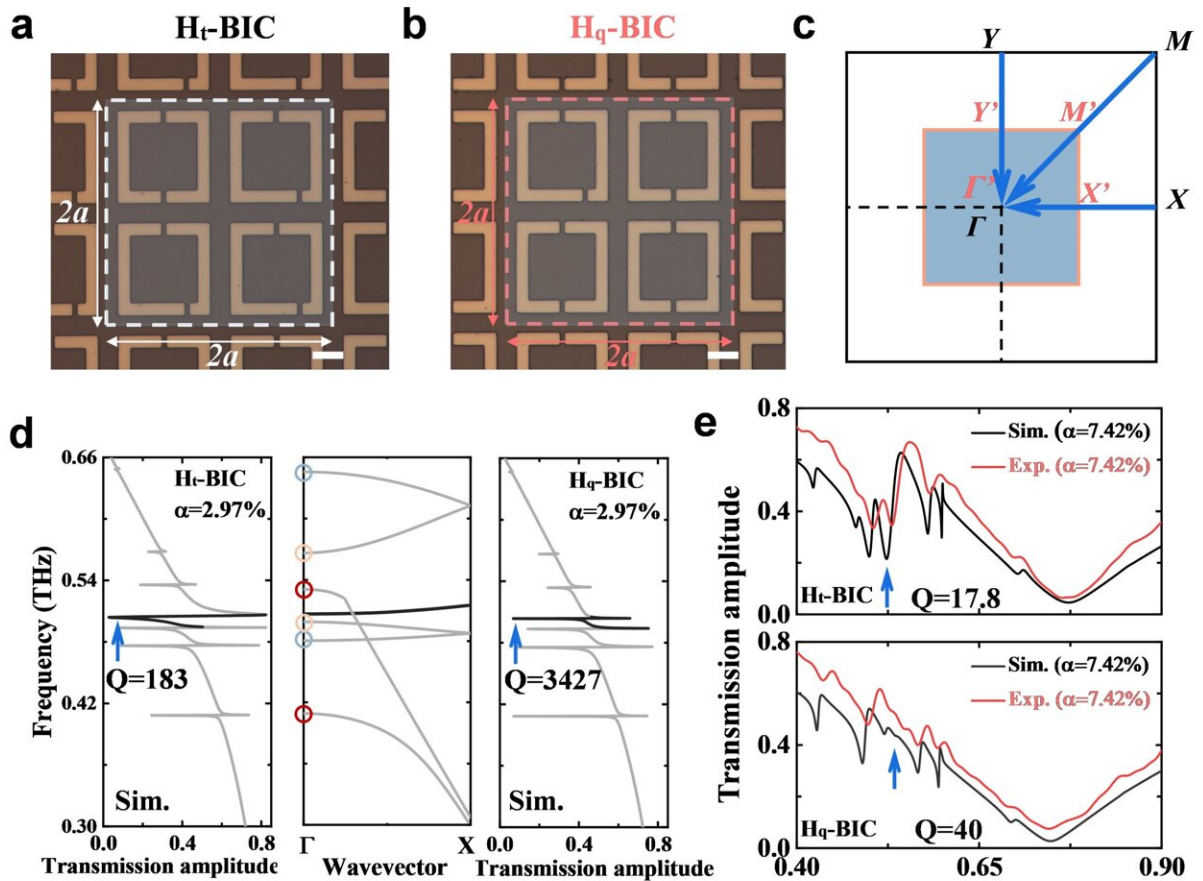 a
Ht-BIC
2a
2a
b
Hq-BIC
2a
2a
c
Y
M
Y'
M'
Γ'
X'
X
Γ
d
Frequency (THz)
0.66
0.54
0.42
0.30
Ht-BIC
α=2.97%
Q=183
Sim.
0.0 0.4 0.8
Transmission amplitude
Γ X
Wavevector
Hq-BIC
α=2.97%
Q=3427
0.0 0.4 0.8
Transmission amplitude
e
Transmission amplitude
0.8
0.4
0.0
Sim. (α=7.42%)
Exp. (α=7.42%)
Ht-BIC
Q=17.8
0.8
0.4
0.0
Sim. (α=7.42%)
Exp. (α=7.42%)
Hq-BIC
Q=40
0.40 0.65 0.90